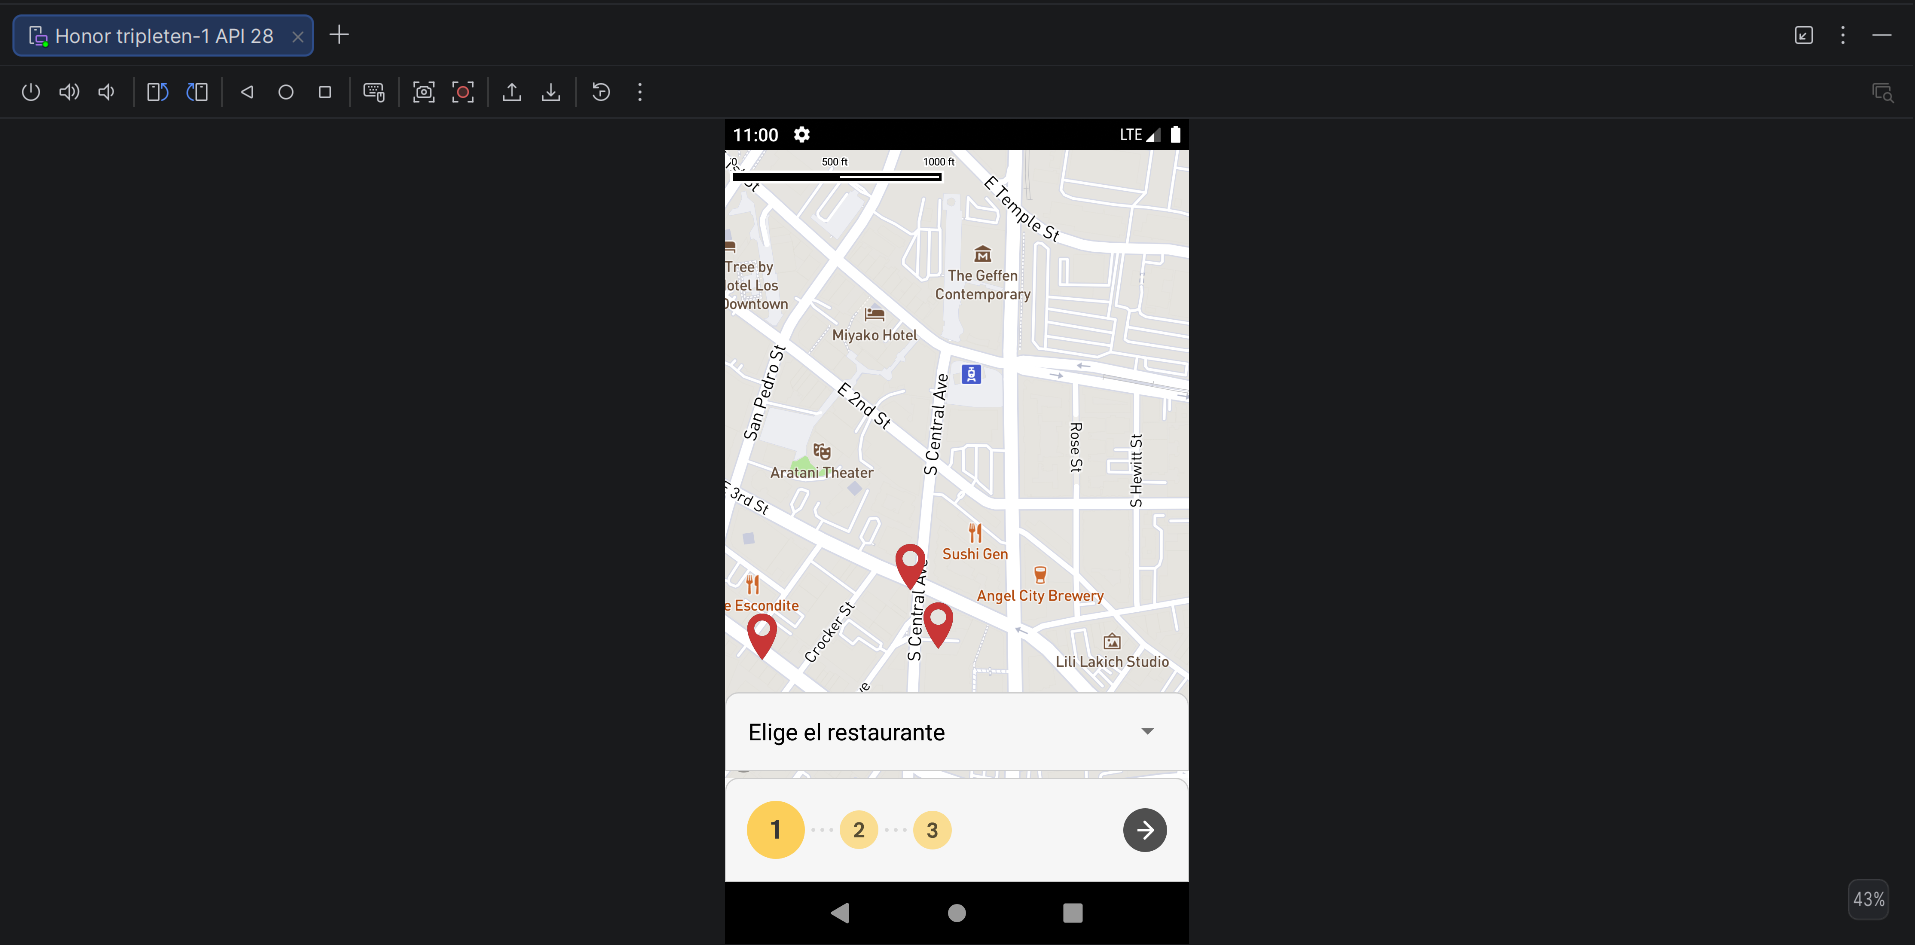 Honor tripleten-1 API 28
11:00
LTE
0
500 ft
1000 ft
E Temple St
Tree by
otel Los
Downtown
The Geffen
Contemporary
Miyako Hotel
San Pedro St
E 2nd St
S Central Ave
Rose St
S Hewitt St
Aratani Theater
E 3rd St
Sushi Gen
Angel City Brewery
e Escondite
Crocker St
S Central Ave
Lili Lakich Studio
Elige el restaurante
1
2
3
43%